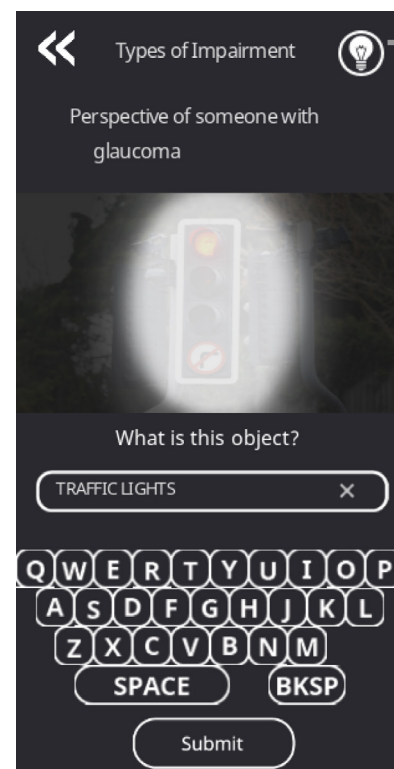 Types of Impairment
Perspective of someone with
glaucoma
What is this object?
TRAFFIC LIGHTS ×
Q W E R T Y U I O P
A S D F G H J K L
Z X C V B N M
SPACE BKSP
Submit